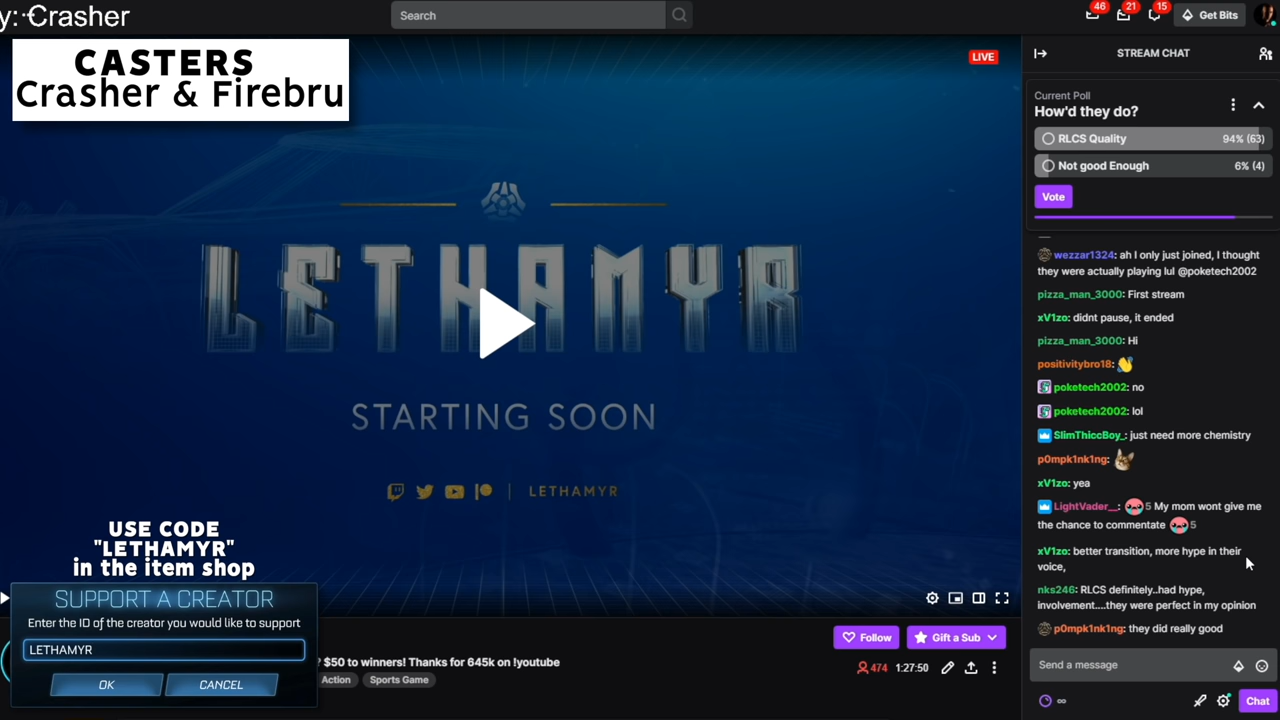 y: Crasher
Search
46
21
15
Get Bits
CASTERS
Crasher & Firebru
LIVE
LETHAMYR
STARTING SOON
LETHAMYR
USE CODE
"LETHAMYR"
in the item shop
SUPPORT A CREATOR
Enter the ID of the creator you would like to support
LETHAMYR
OK
CANCEL
Follow
Gift a Sub
? $50 to winners! Thanks for 645k on !youtube
Action
Sports Game
474
1:27:50
STREAM CHAT
Current Poll
How'd they do?
RLCS Quality
94% (63)
Not good Enough
6% (4)
Vote
wezzar1324: ah I only just joined, I thought
they were actually playing lul @poketech2002
pizza_man_3000: First stream
xV1zo: didnt pause, it ended
pizza_man_3000: Hi
positivitybro18:
poketech2002: no
poketech2002: lol
SlimThiccBoy_: just need more chemistry
p0mpk1nk1ng:
xV1zo: yea
LightVader__: 5 My mom wont give me
the chance to commentate 5
xV1zo: better transition, more hype in their
voice,
nks246: RLCS definitely..had hype,
involvement....they were perfect in my opinion
p0mpk1nk1ng: they did really good
Send a message
∞
Chat